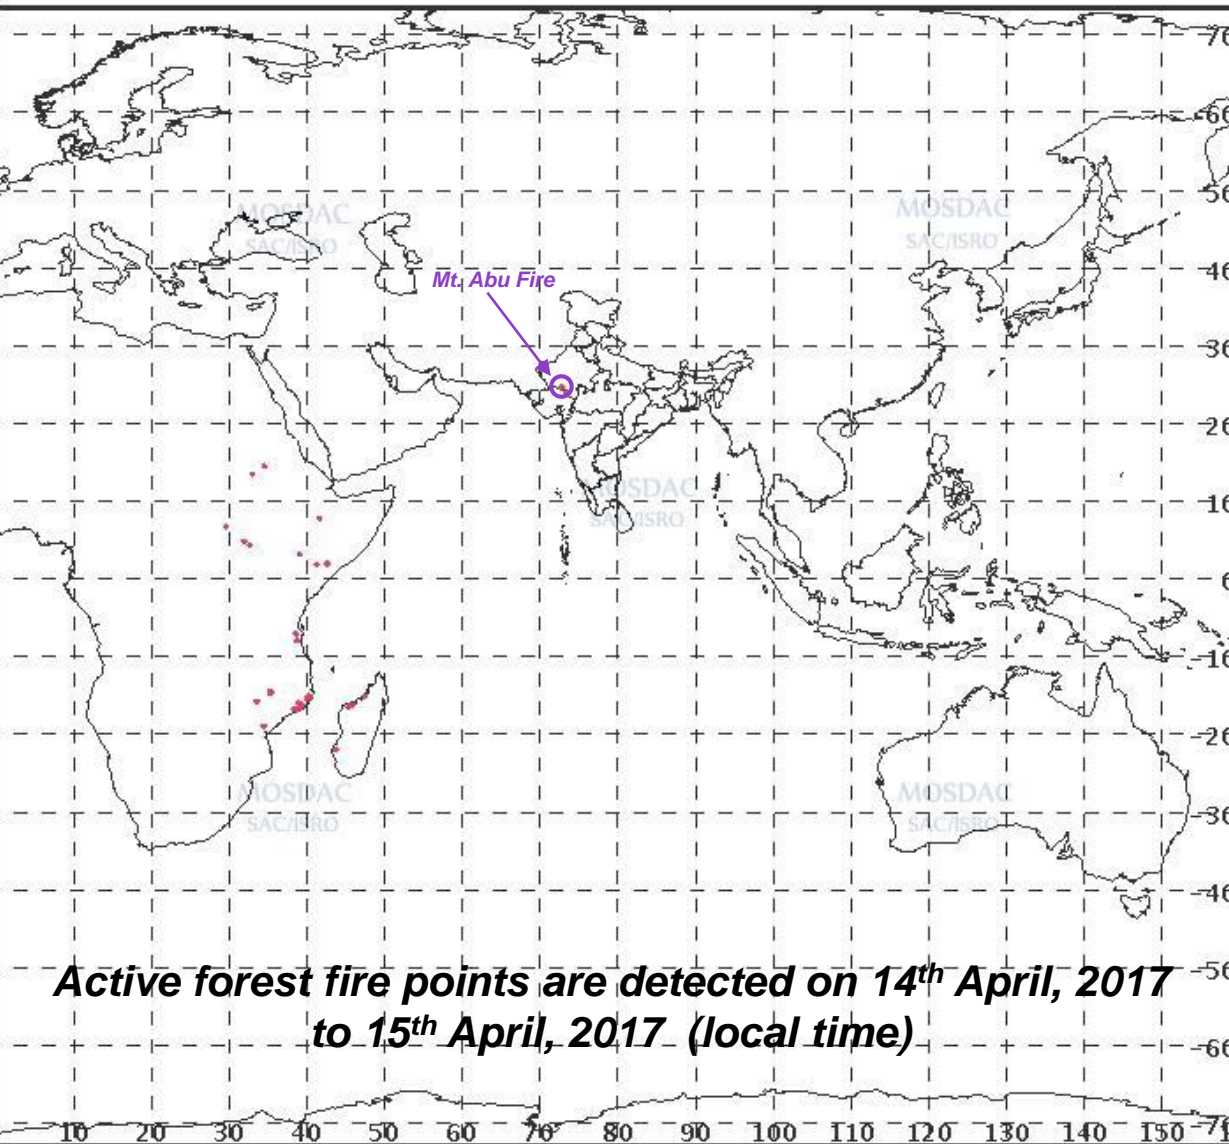 MOSDAC
SAC/ISRO
MOSDAC
SAC/ISRO
Mt. Abu Fire
MOSDAC
SAC/ISRO
MOSDAC
SAC/ISRO
MOSDAC
SAC/ISRO
Active forest fire points are detected on 14th April, 2017
to 15th April, 2017 (local time)
10 20 30 40 50 60 70 80 90 100 110 120 130 140 150